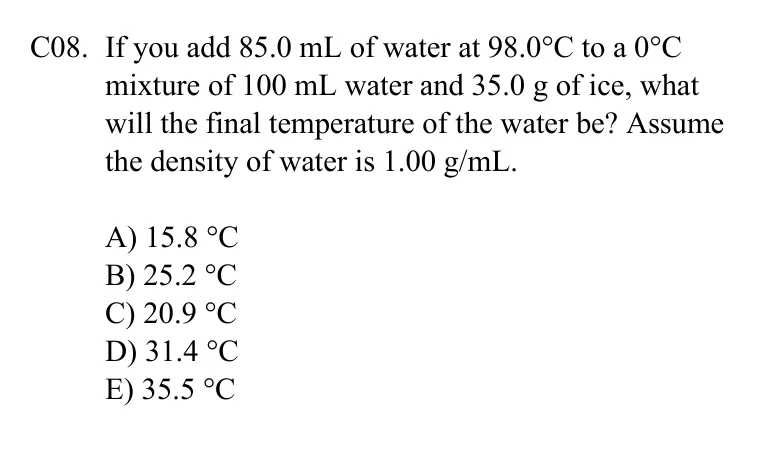 C08. If you add 85.0 mL of water at 98.0°C to a 0°C
mixture of 100 mL water and 35.0 g of ice, what
will the final temperature of the water be? Assume
the density of water is 1.00 g/mL.
A) 15.8 °C
B) 25.2 °C
C) 20.9 °C
D) 31.4 °C
E) 35.5 °C